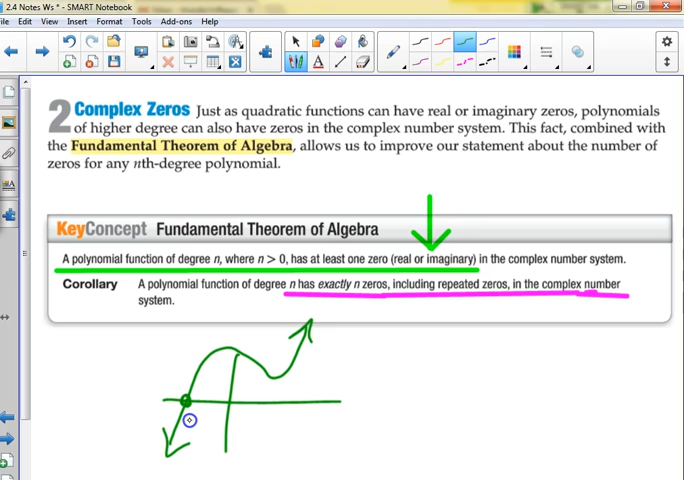 2.4 Notes Ws * - SMART Notebook
Edit View Insert Format Tools Add-ons Help
2 Complex Zeros Just as quadratic functions can have real or imaginary zeros, polynomials
of higher degree can also have zeros in the complex number system. This fact, combined with
the Fundamental Theorem of Algebra, allows us to improve our statement about the number of
zeros for any nth-degree polynomial.
KeyConcept Fundamental Theorem of Algebra
A polynomial function of degree n, where n > 0, has at least one zero (real or imaginary) in the complex number system.
Corollary A polynomial function of degree n has exactly n zeros, including repeated zeros, in the complex number
system.